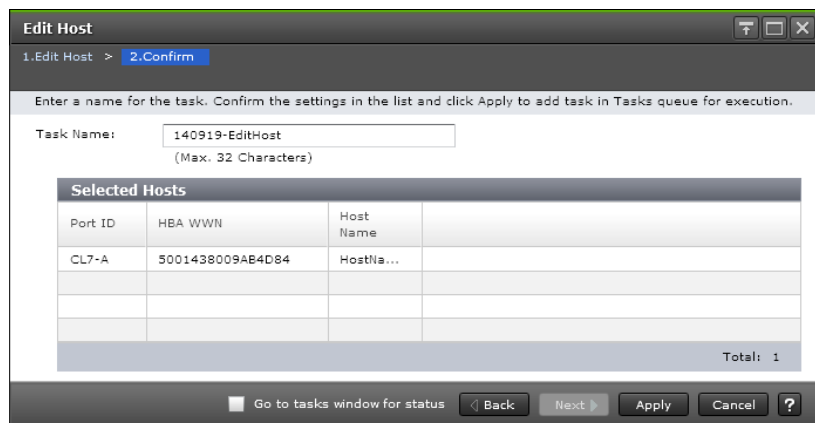 Edit Host
1.Edit Host > 2.Confirm
Enter a name for the task. Confirm the settings in the list and click Apply to add task in Tasks queue for execution.
Task Name: 140919-EditHost
(Max. 32 Characters)
Selected Hosts
Port ID HBA WWN Host Name
CL7-A 5001438009AB4D84 HostNa...
Total: 1
Go to tasks window for status Back Next Apply Cancel ?